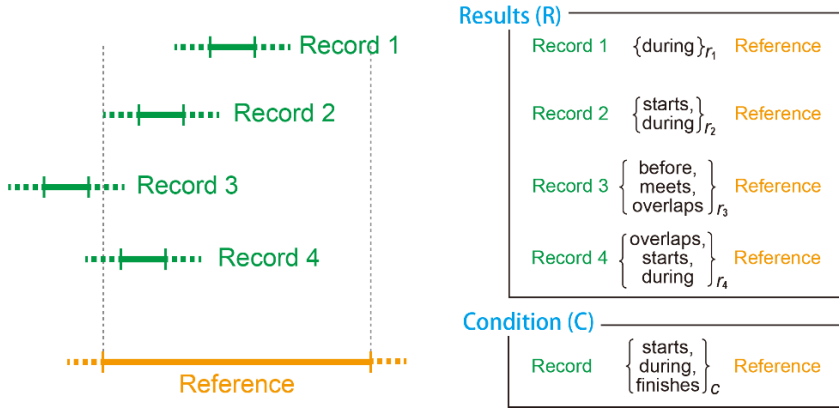 Record 1
Record 2
Record 3
Record 4
Reference
Results (R)
Record 1 {during}r1 Reference
Record 2 {starts, during}r2 Reference
Record 3 {before, meets, overlaps}r3 Reference
Record 4 {overlaps, starts, during}r4 Reference
Condition (C)
Record {starts, during, finishes}C Reference